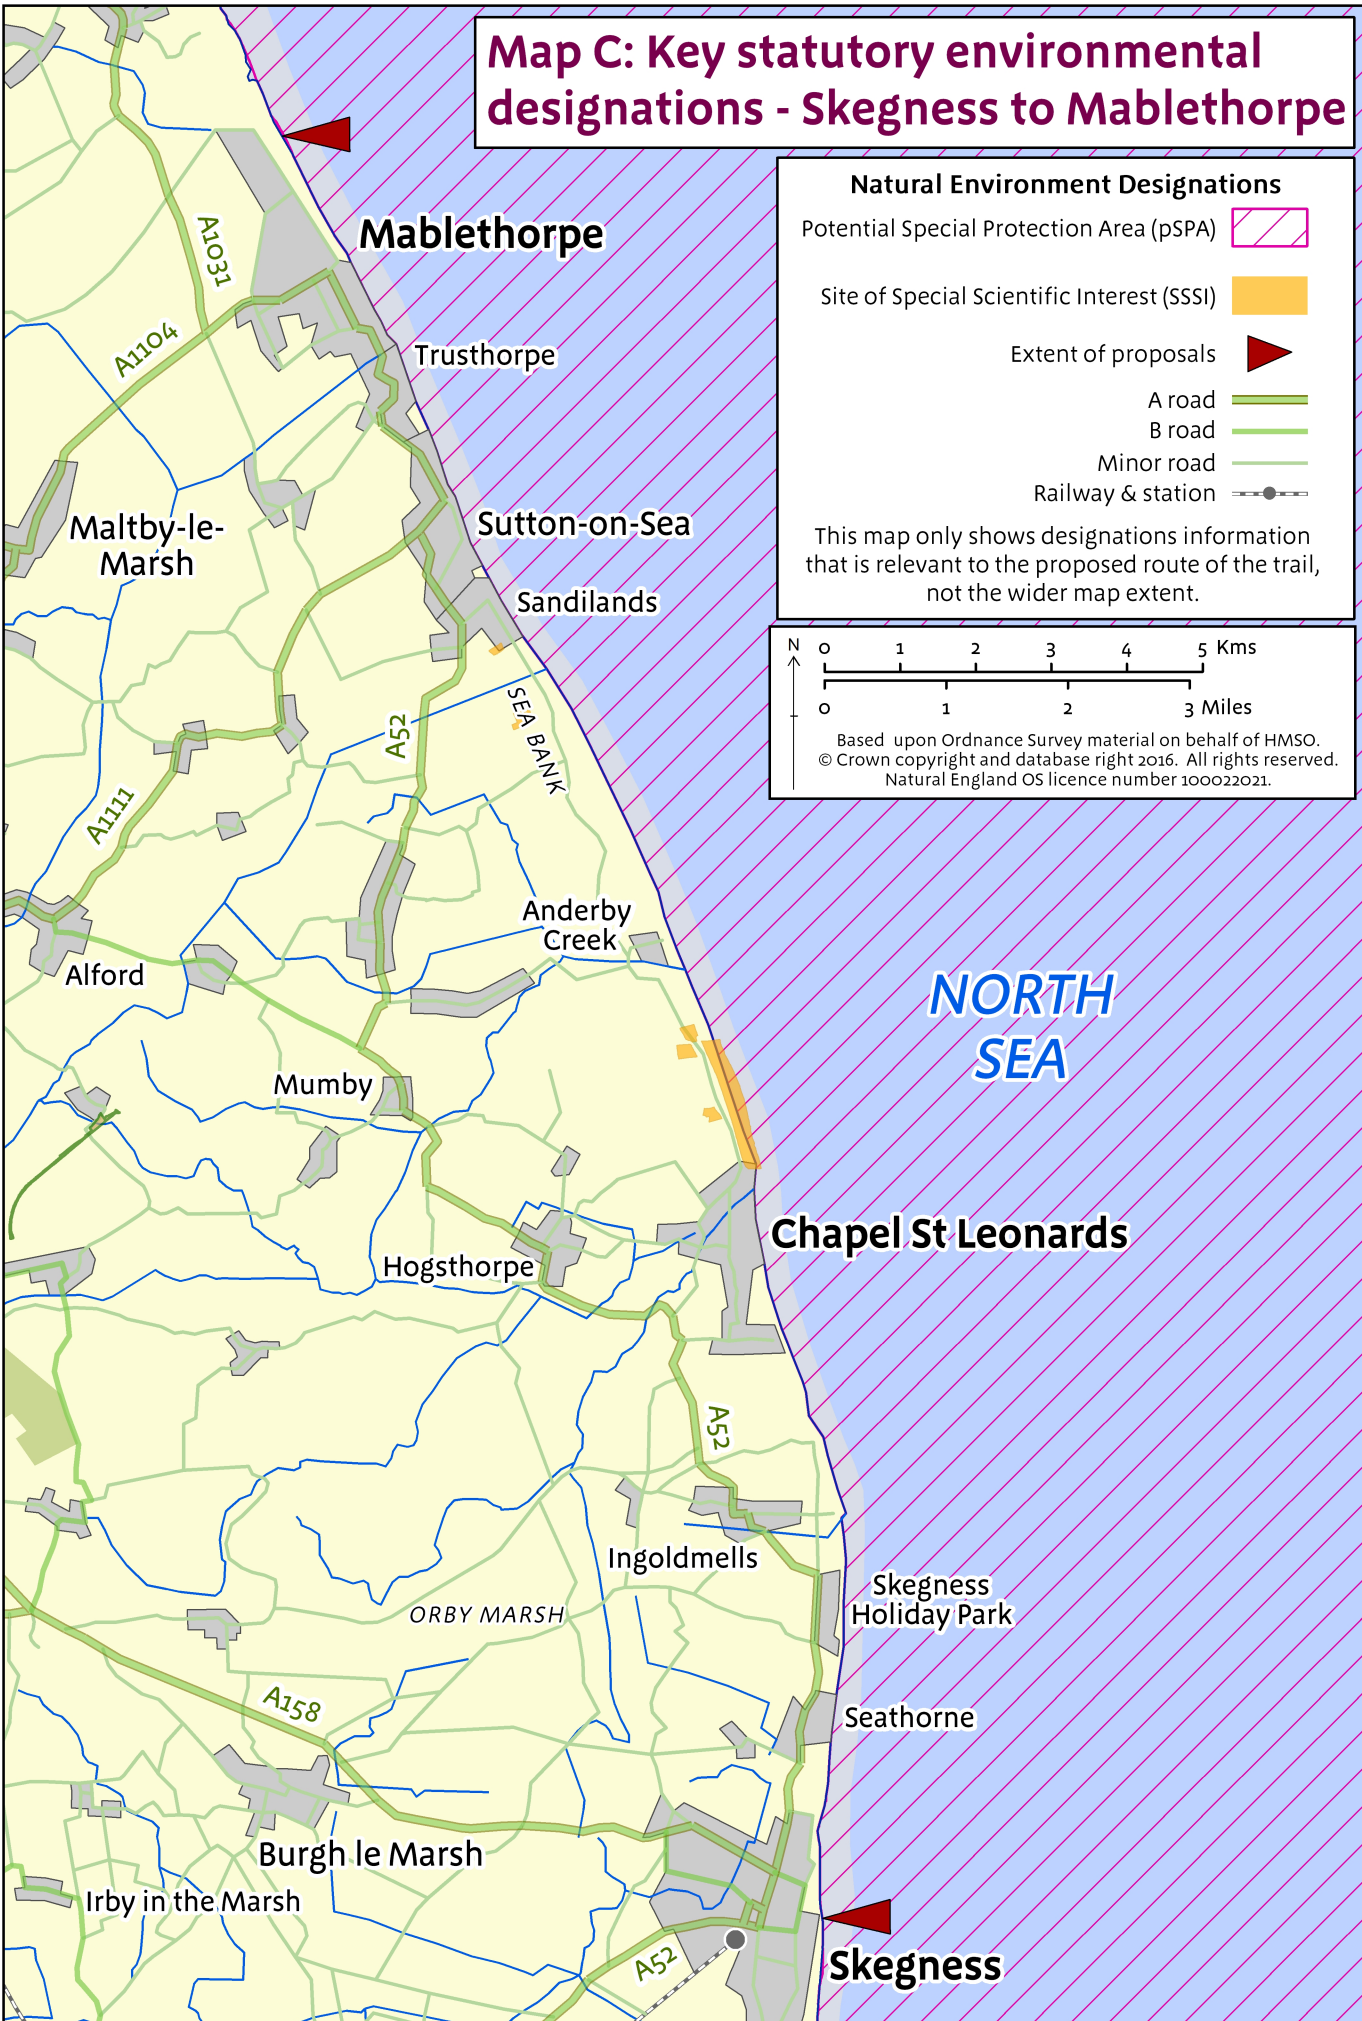 Map C: Key statutory environmental
designations - Skegness to Mablethorpe
Natural Environment Designations
Potential Special Protection Area (pSPA)
Site of Special Scientific Interest (SSSI)
Extent of proposals
A road
B road
Minor road
Railway & station
This map only shows designations information
that is relevant to the proposed route of the trail,
not the wider map extent.
N
0 1 2 3 4 5 Kms
0 1 2 3 Miles
Based upon Ordnance Survey material on behalf of HMSO.
© Crown copyright and database right 2016. All rights reserved.
Natural England OS licence number 100022021.
A1031
Mablethorpe
A1104
Trusthorpe
Maltby-le-
Marsh
Sutton-on-Sea
Sandilands
SEA BANK
A52
A1111
Anderby
Creek
Alford
NORTH
SEA
Mumby
Chapel St Leonards
Hogsthorpe
A52
Ingoldmells
Skegness
Holiday Park
ORBY MARSH
A158
Seathorne
Burgh le Marsh
Irby in the Marsh
A52
Skegness